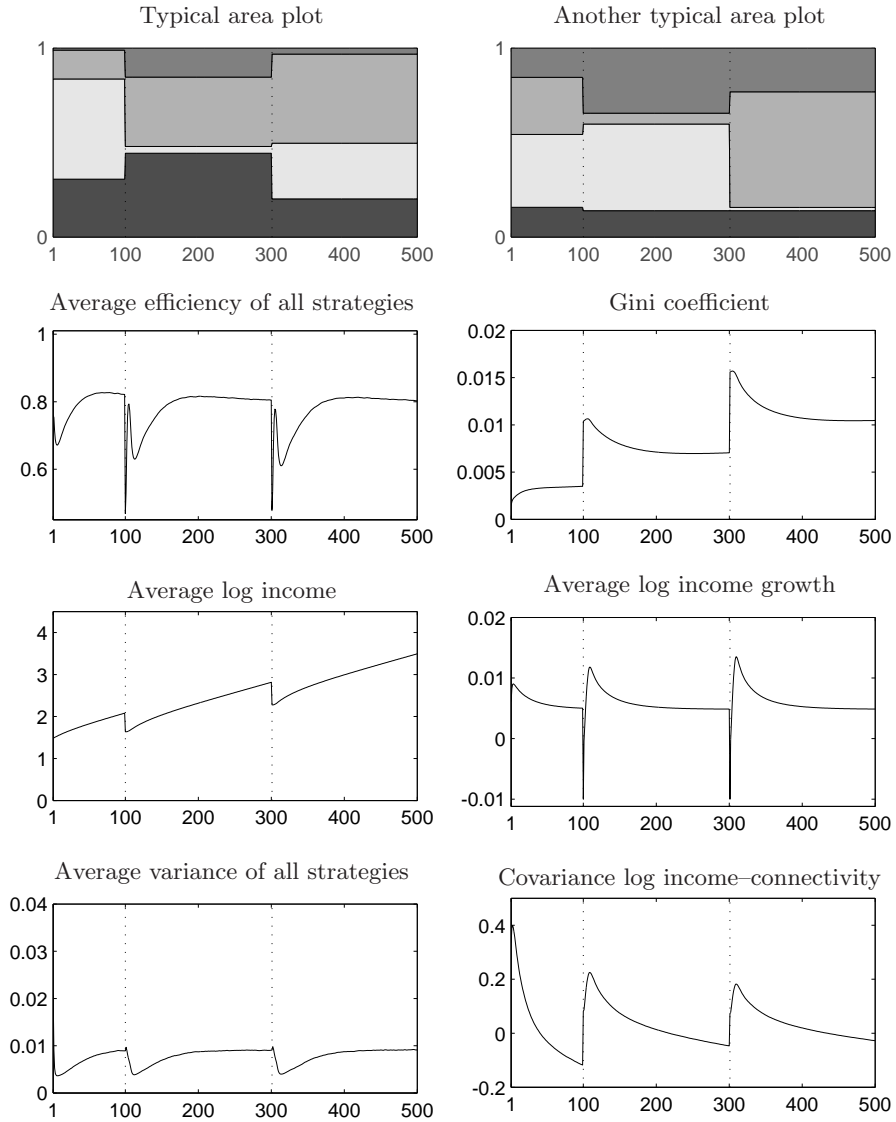 Typical area plot
1
0
1 100 200 300 400 500
Another typical area plot
1
0
1 100 200 300 400 500
Average efficiency of all strategies
1
0.8
0.6
1 100 200 300 400 500
Gini coefficient
0.02
0.015
0.01
0.005
0
1 100 200 300 400 500
Average log income
4
3
2
1
0
1 100 200 300 400 500
Average log income growth
0.02
0.01
0
-0.01
1 100 200 300 400 500
Average variance of all strategies
0.04
0.03
0.02
0.01
0
1 100 200 300 400 500
Covariance log income–connectivity
0.4
0.2
0
-0.2
1 100 200 300 400 500